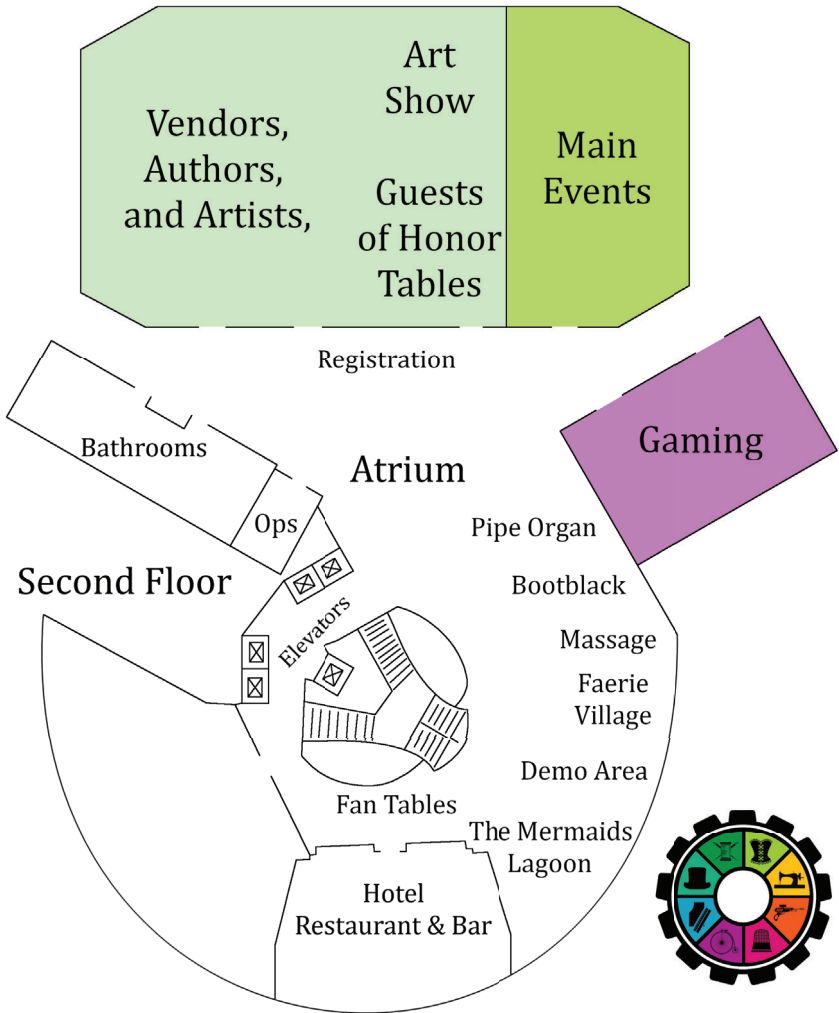 Art
Show
Vendors,
Authors,
and Artists,
Main
Events
Guests
of Honor
Tables
Registration
Bathrooms
Gaming
Atrium
Ops
Pipe Organ
Second Floor
Bootblack
Elevators
Massage
Faerie
Village
Demo Area
Fan Tables
The Mermaids
Lagoon
Hotel
Restaurant & Bar